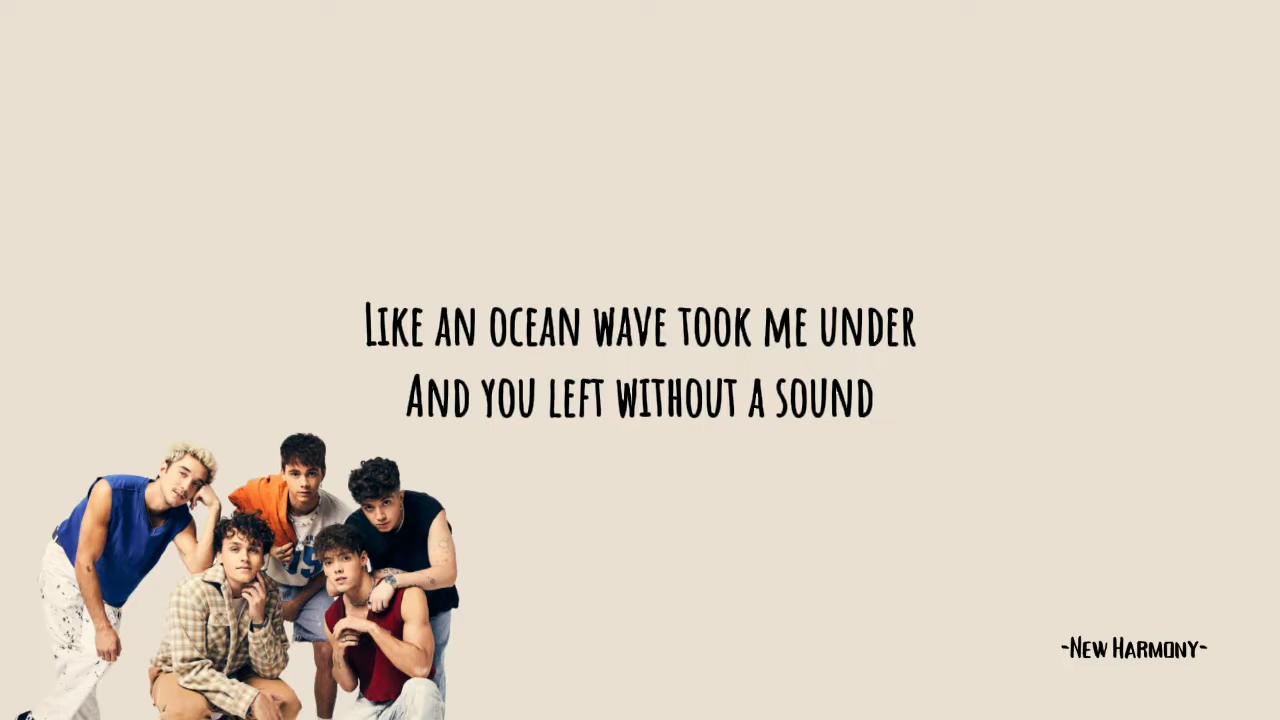 Like an ocean wave took me under
And you left without a sound
-New Harmony-